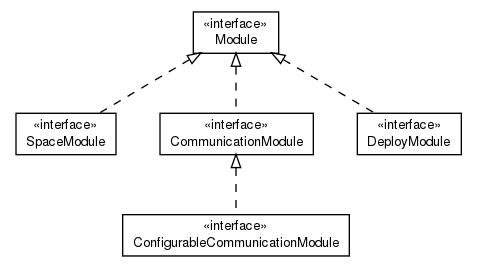 «interface»
Module
«interface»
SpaceModule
«interface»
CommunicationModule
«interface»
DeployModule
«interface»
ConfigurableCommunicationModule